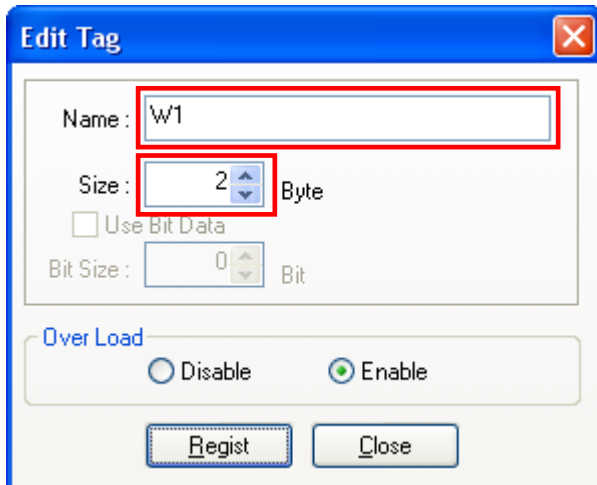 Edit Tag
Name : W1
Size : 2 Byte
Use Bit Data
Bit Size : 0 Bit
Over Load
Disable Enable
Regist Close